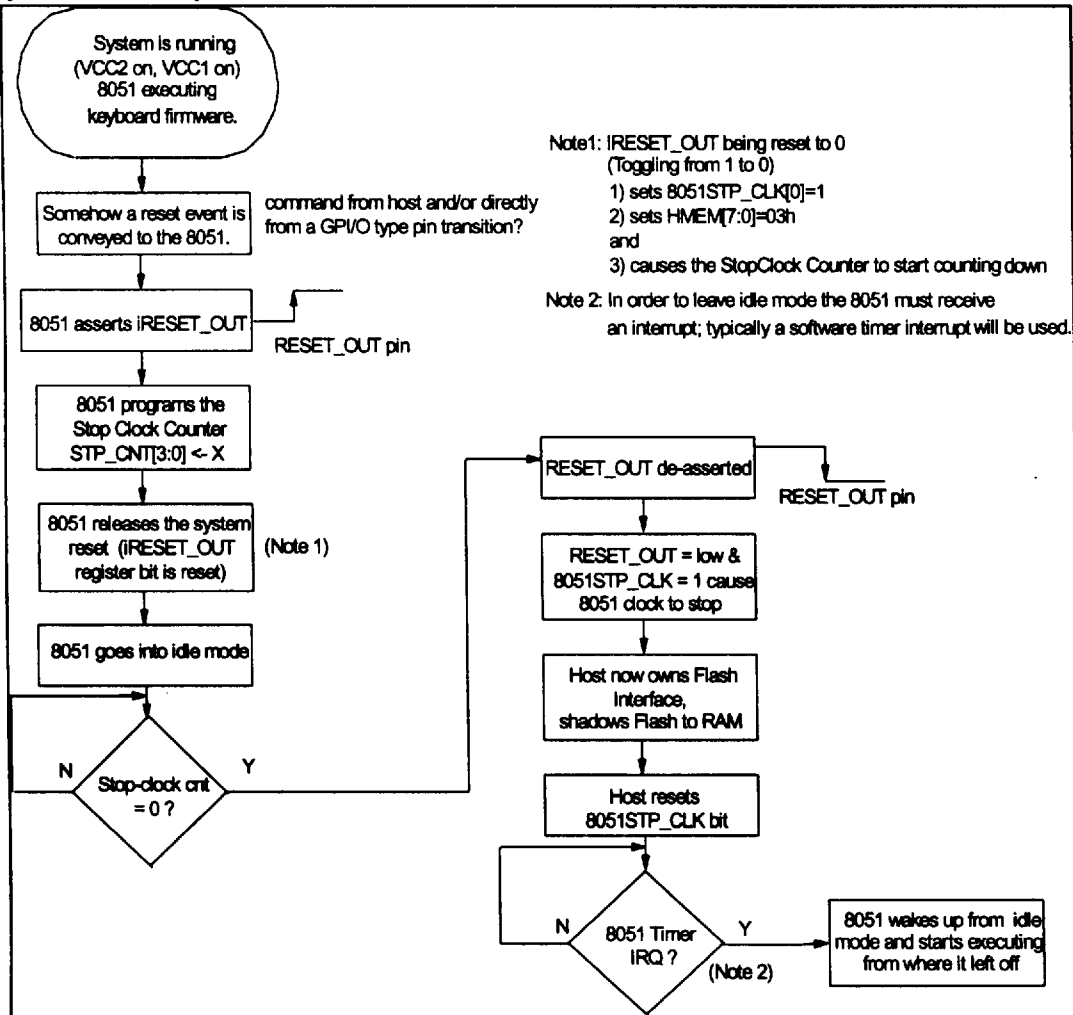 System is running
(VCC2 on, VCC1 on)
8051 executing
keyboard firmware.
Somehow a reset event is
conveyed to the 8051.
command from host and/or directly
from a GPI/O type pin transition?
8051 asserts iRESET_OUT
RESET_OUT pin
8051 programs the
Stop Clock Counter
STP_CNT[3:0] <- X
8051 releases the system
reset (iRESET_OUT
register bit is reset)
(Note 1)
8051 goes into idle mode
Stop-clock cnt
= 0 ?
N
Y
Note1: IRESET_OUT being reset to 0
(Toggling from 1 to 0)
1) sets 8051STP_CLK[0]=1
2) sets HMEM[7:0]=03h
and
3) causes the StopClock Counter to start counting down
Note 2: In order to leave idle mode the 8051 must receive
an interrupt; typically a software timer interrupt will be used.
RESET_OUT de-asserted
RESET_OUT pin
RESET_OUT = low &
8051STP_CLK = 1 cause
8051 clock to stop
Host now owns Flash
Interface,
shadows Flash to RAM
Host resets
8051STP_CLK bit
8051 Timer
IRQ ?
N
Y
(Note 2)
8051 wakes up from idle
mode and starts executing
from where it left off